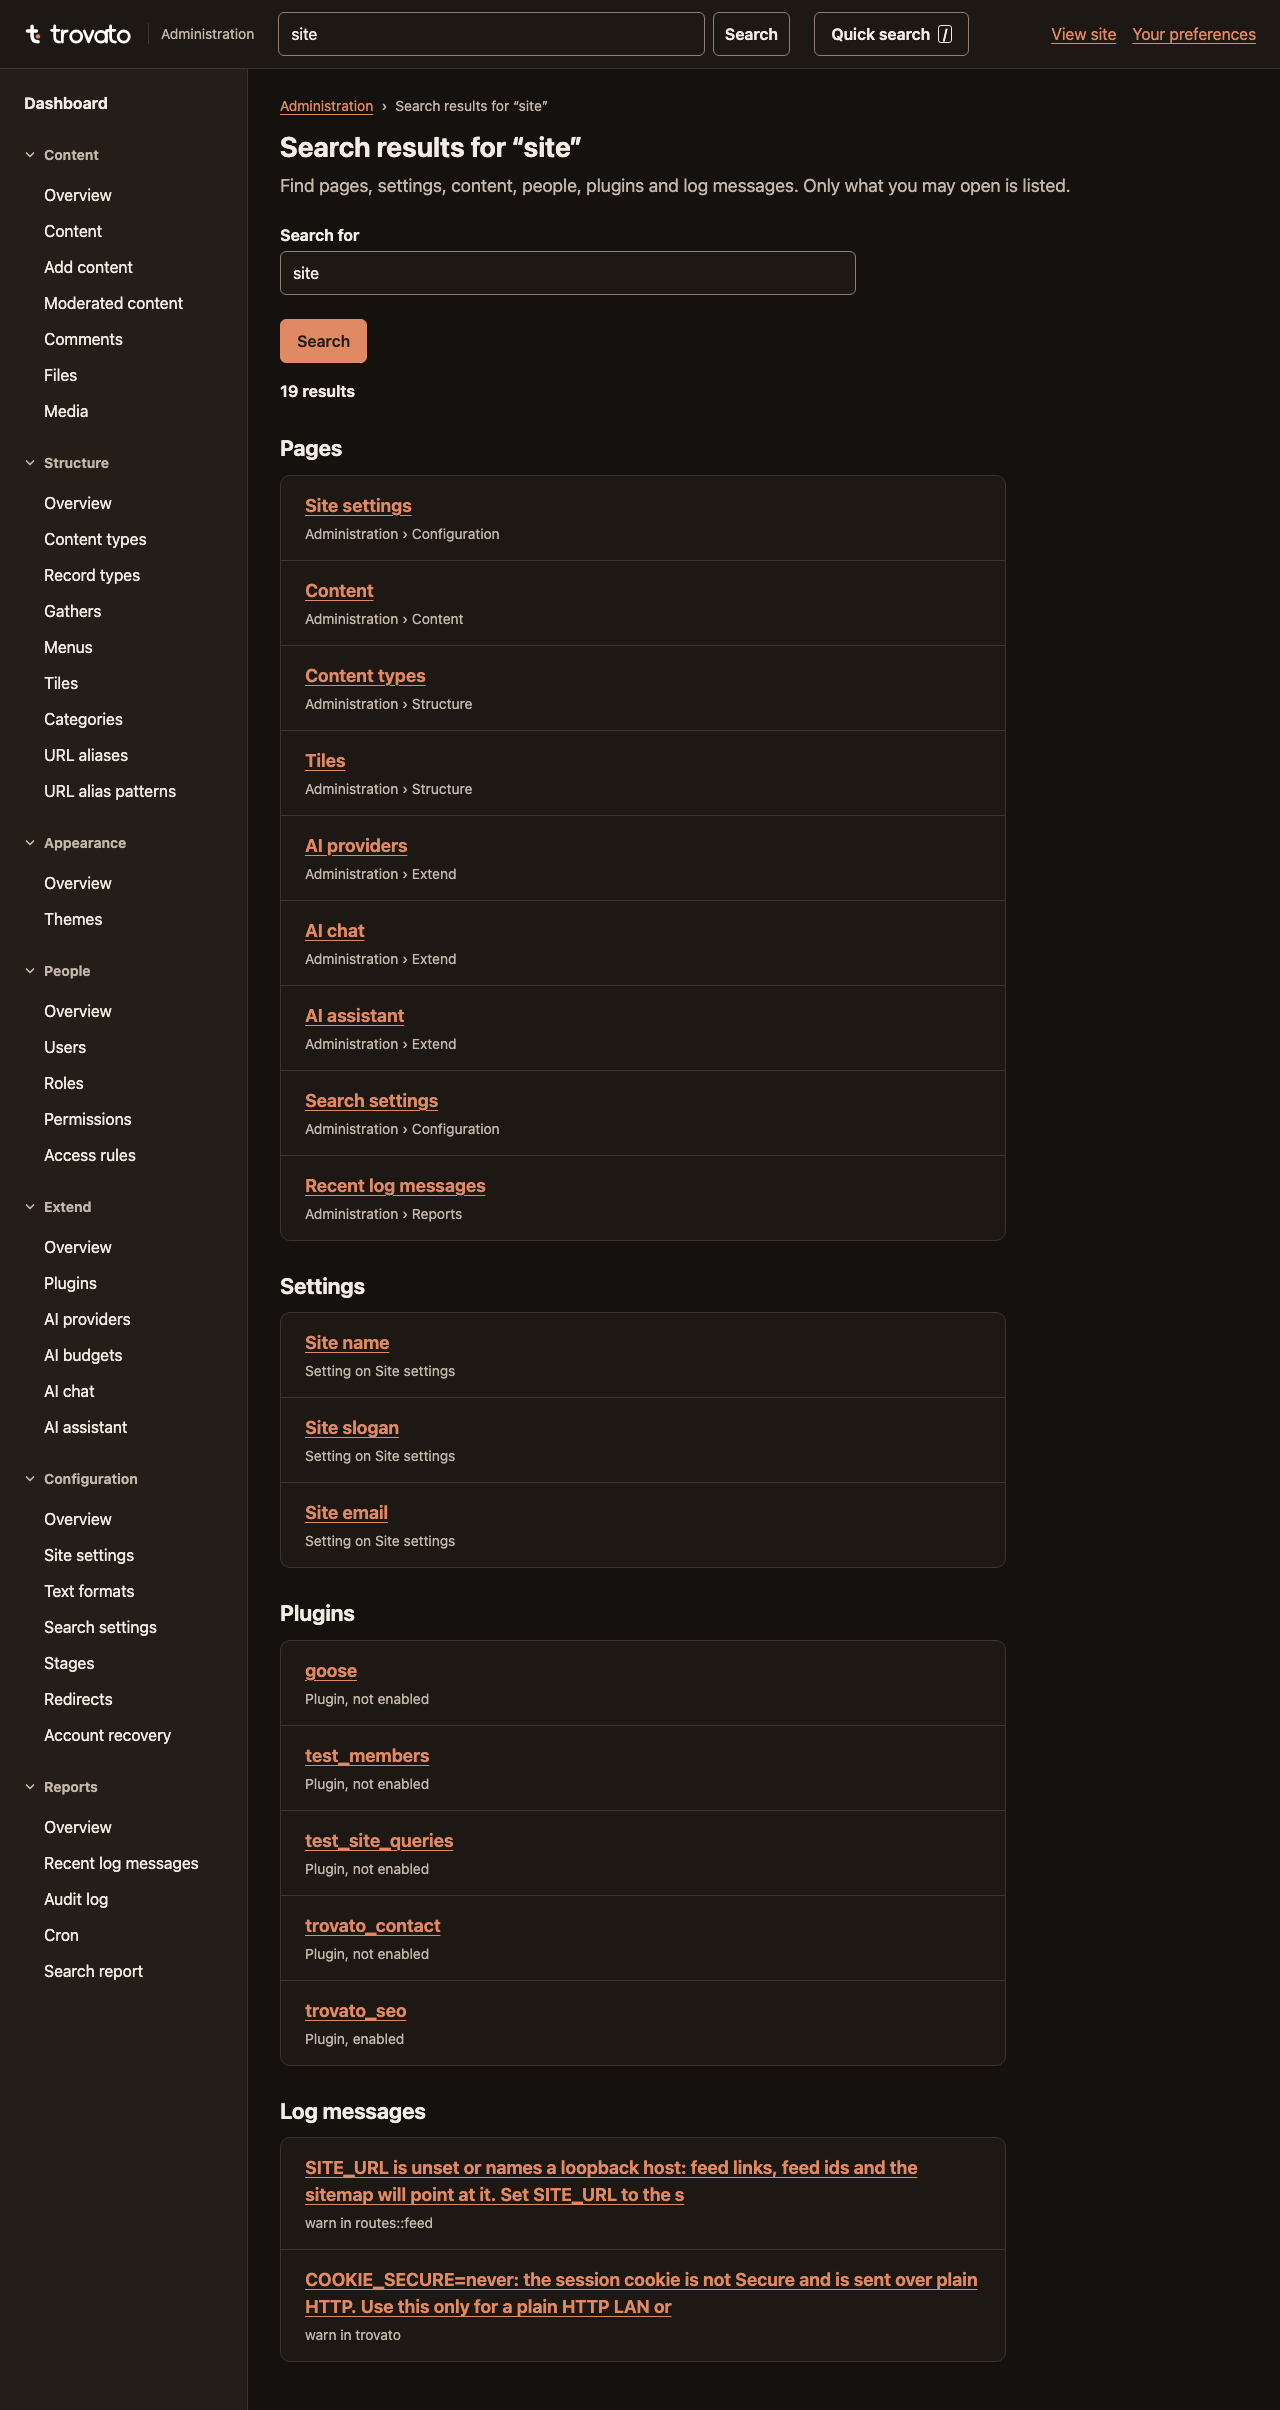 trovato
Administration
site
Search
Quick search /
View site
Your preferences
Dashboard
Content
Overview
Content
Add content
Moderated content
Comments
Files
Media
Structure
Overview
Content types
Record types
Gathers
Menus
Tiles
Categories
URL aliases
URL alias patterns
Appearance
Overview
Themes
People
Overview
Users
Roles
Permissions
Access rules
Extend
Overview
Plugins
AI providers
AI budgets
AI chat
AI assistant
Configuration
Overview
Site settings
Text formats
Search settings
Stages
Redirects
Account recovery
Reports
Overview
Recent log messages
Audit log
Cron
Search report
Administration › Search results for “site”
Search results for “site”
Find pages, settings, content, people, plugins and log messages. Only what you may open is listed.
Search for
site
Search
19 results
Pages
Site settings
Administration › Configuration
Content
Administration › Content
Content types
Administration › Structure
Tiles
Administration › Structure
AI providers
Administration › Extend
AI chat
Administration › Extend
AI assistant
Administration › Extend
Search settings
Administration › Configuration
Recent log messages
Administration › Reports
Settings
Site name
Setting on Site settings
Site slogan
Setting on Site settings
Site email
Setting on Site settings
Plugins
goose
Plugin, not enabled
test_members
Plugin, not enabled
test_site_queries
Plugin, not enabled
trovato_contact
Plugin, not enabled
trovato_seo
Plugin, enabled
Log messages
SITE_URL is unset or names a loopback host: feed links, feed ids and the
sitemap will point at it. Set SITE_URL to the s
warn in routes::feed
COOKIE_SECURE=never: the session cookie is not Secure and is sent over plain
HTTP. Use this only for a plain HTTP LAN or
warn in trovato